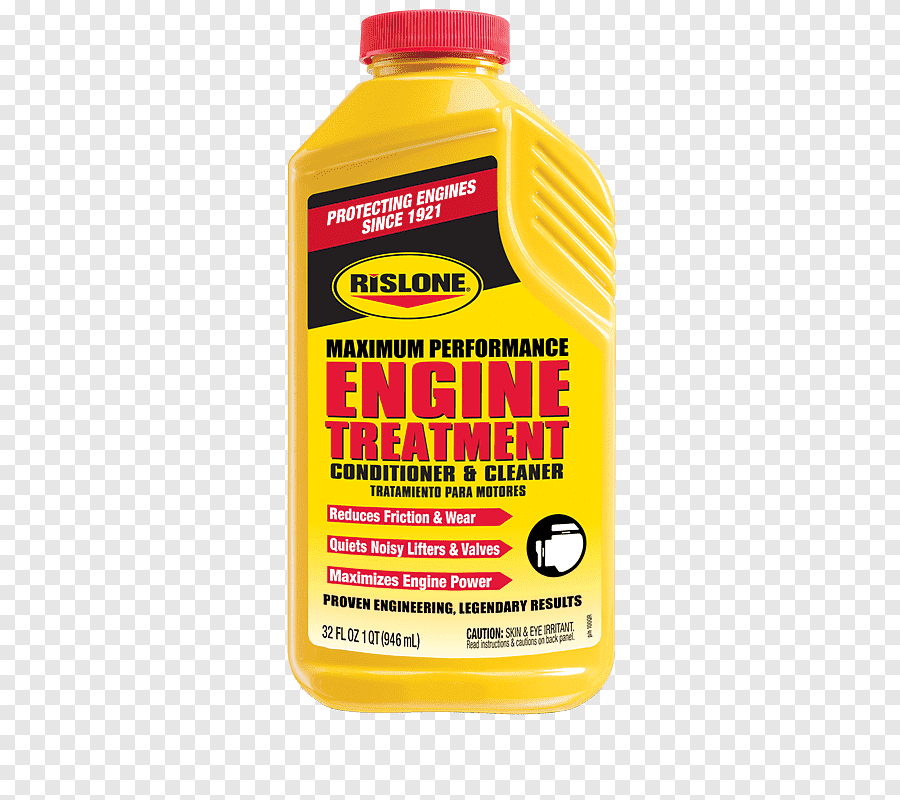 PROTECTING ENGINES
SINCE 1921
RiSLONE®
MAXIMUM PERFORMANCE
ENGINE
TREATMENT
CONDITIONER & CLEANER
TRATAMIENTO PARA MOTORES
Reduces Friction & Wear
Quiets Noisy Lifters & Valves
Maximizes Engine Power
PROVEN ENGINEERING, LEGENDARY RESULTS
32 FL OZ 1 QT (946 mL)
CAUTION: SKIN & EYE IRRITANT.
Read instructions & cautions on back panel.